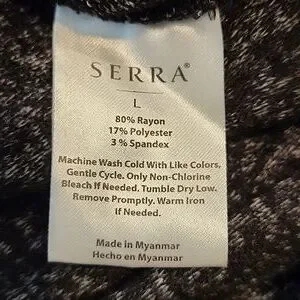 SERRA®
L
80% Rayon
17% Polyester
3 % Spandex
Machine Wash Cold With Like Colors,
Gentle Cycle. Only Non-Chlorine
Bleach If Needed. Tumble Dry Low.
Remove Promptly. Warm Iron
If Needed.
Made in Myanmar
Hecho en Myanmar